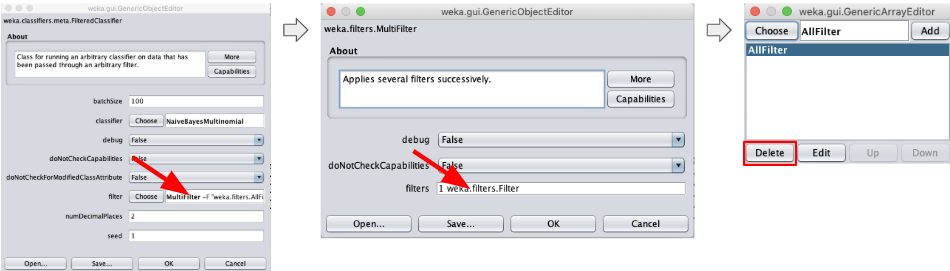 weka.gui.GenericObjectEditor
weka.classifiers.meta.FilteredClassifier
About
Class for running an arbitrary classifier on data that has
been passed through an arbitrary filter.
More
Capabilities
batchSize 100
classifier Choose NaiveBayesMultinomial
debug False
doNotCheckCapabilities False
doNotCheckForModifiedClassAttribute False
filter Choose MultiFilter -F "weka.filters.AllFi
numDecimalPlaces 2
seed 1
Open... Save... OK Cancel
weka.gui.GenericObjectEditor
weka.filters.MultiFilter
About
Applies several filters successively.
More
Capabilities
debug False
doNotCheckCapabilities False
filters 1 weka.filters.Filter
Open... Save... OK Cancel
weka.gui.GenericArrayEditor
Choose AllFilter Add
AllFilter
Delete Edit Up Down